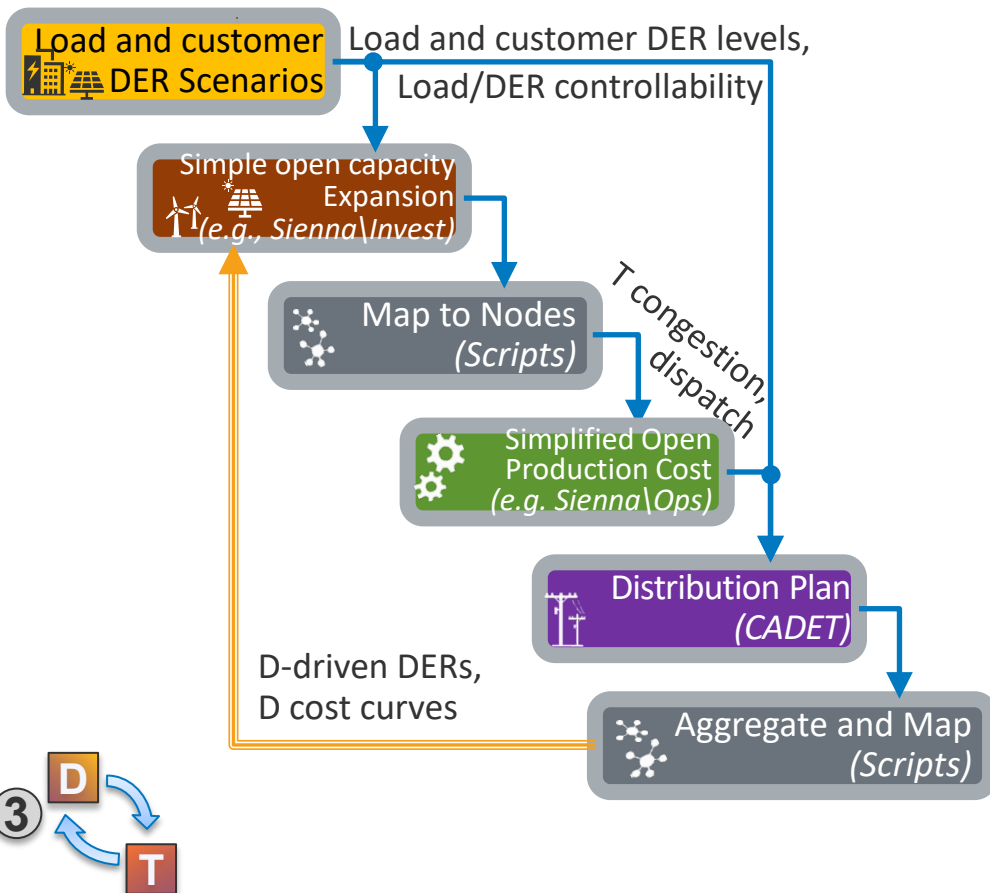 Load and customer
DER Scenarios
Load and customer DER levels,
Load/DER controllability
Simple open capacity
Expansion
(e.g., Sienna\Invest)
Map to Nodes
(Scripts)
T congestion,
dispatch
Simplified Open
Production Cost
(e.g. Sienna\Ops)
Distribution Plan
(CADET)
D-driven DERs,
D cost curves
Aggregate and Map
(Scripts)
3
D
T